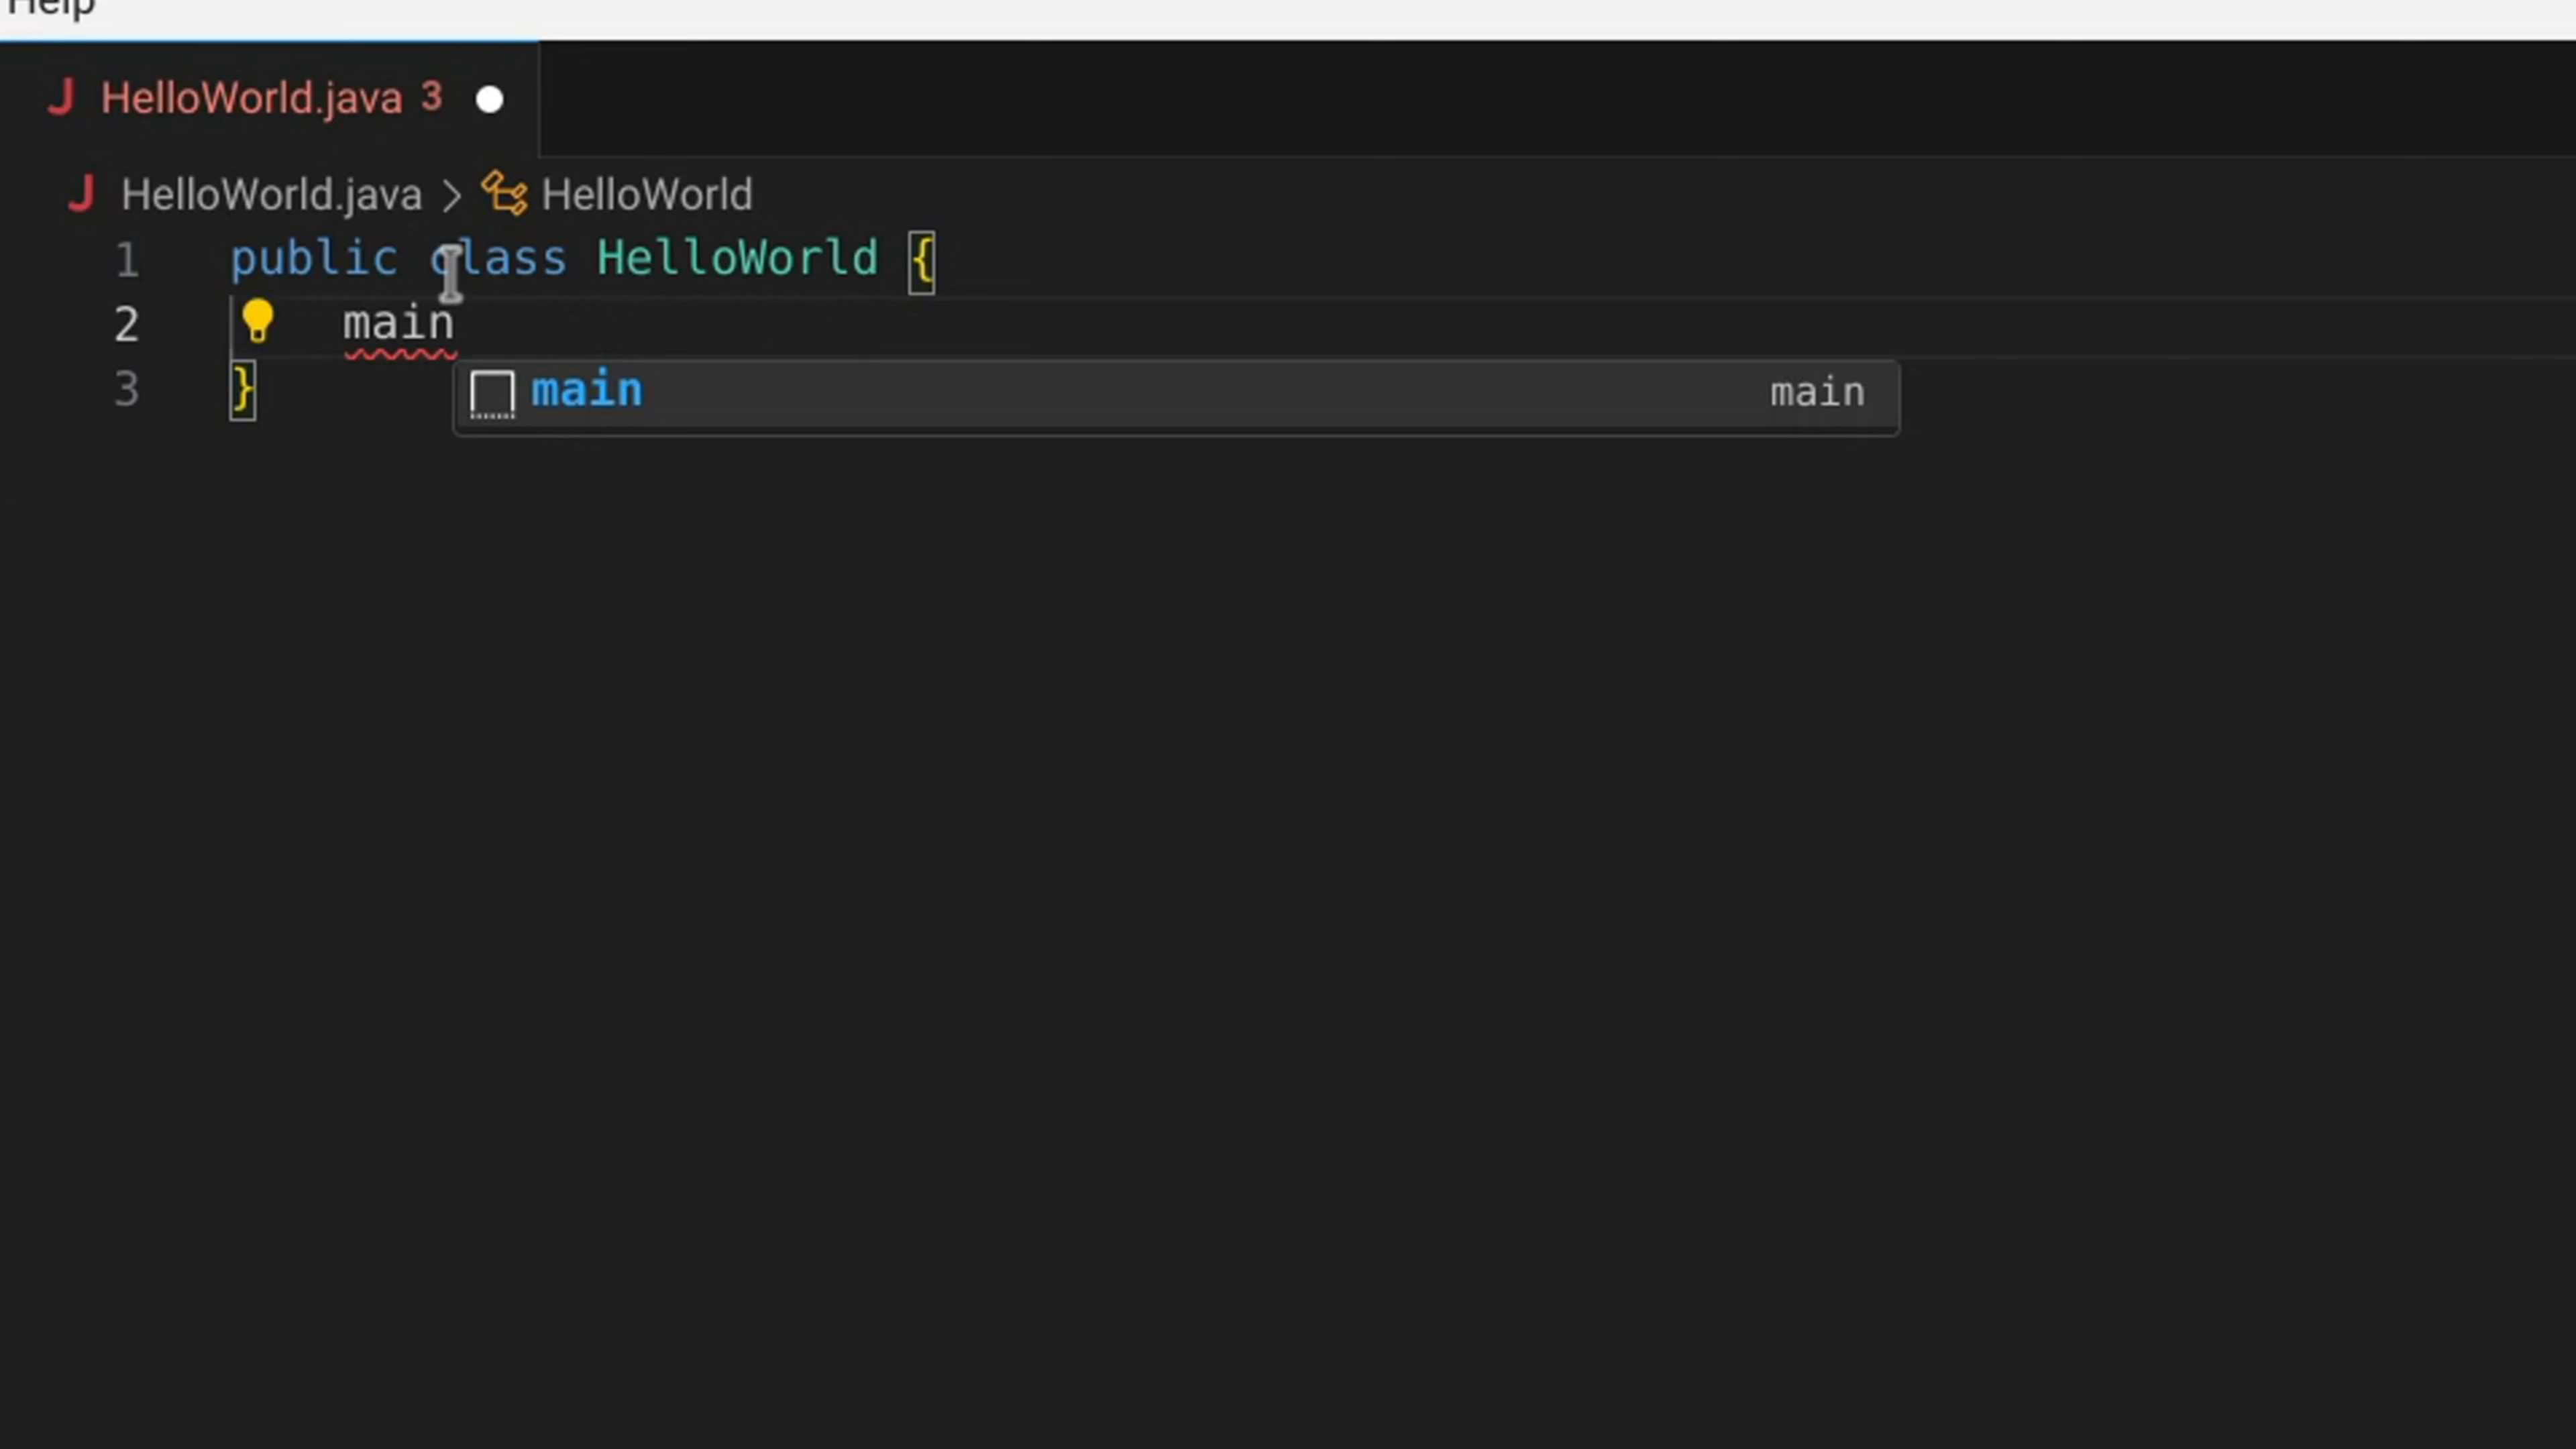 Help
J HelloWorld.java 3
J HelloWorld.java > HelloWorld
1 public class HelloWorld {
2 main
3 }
main main